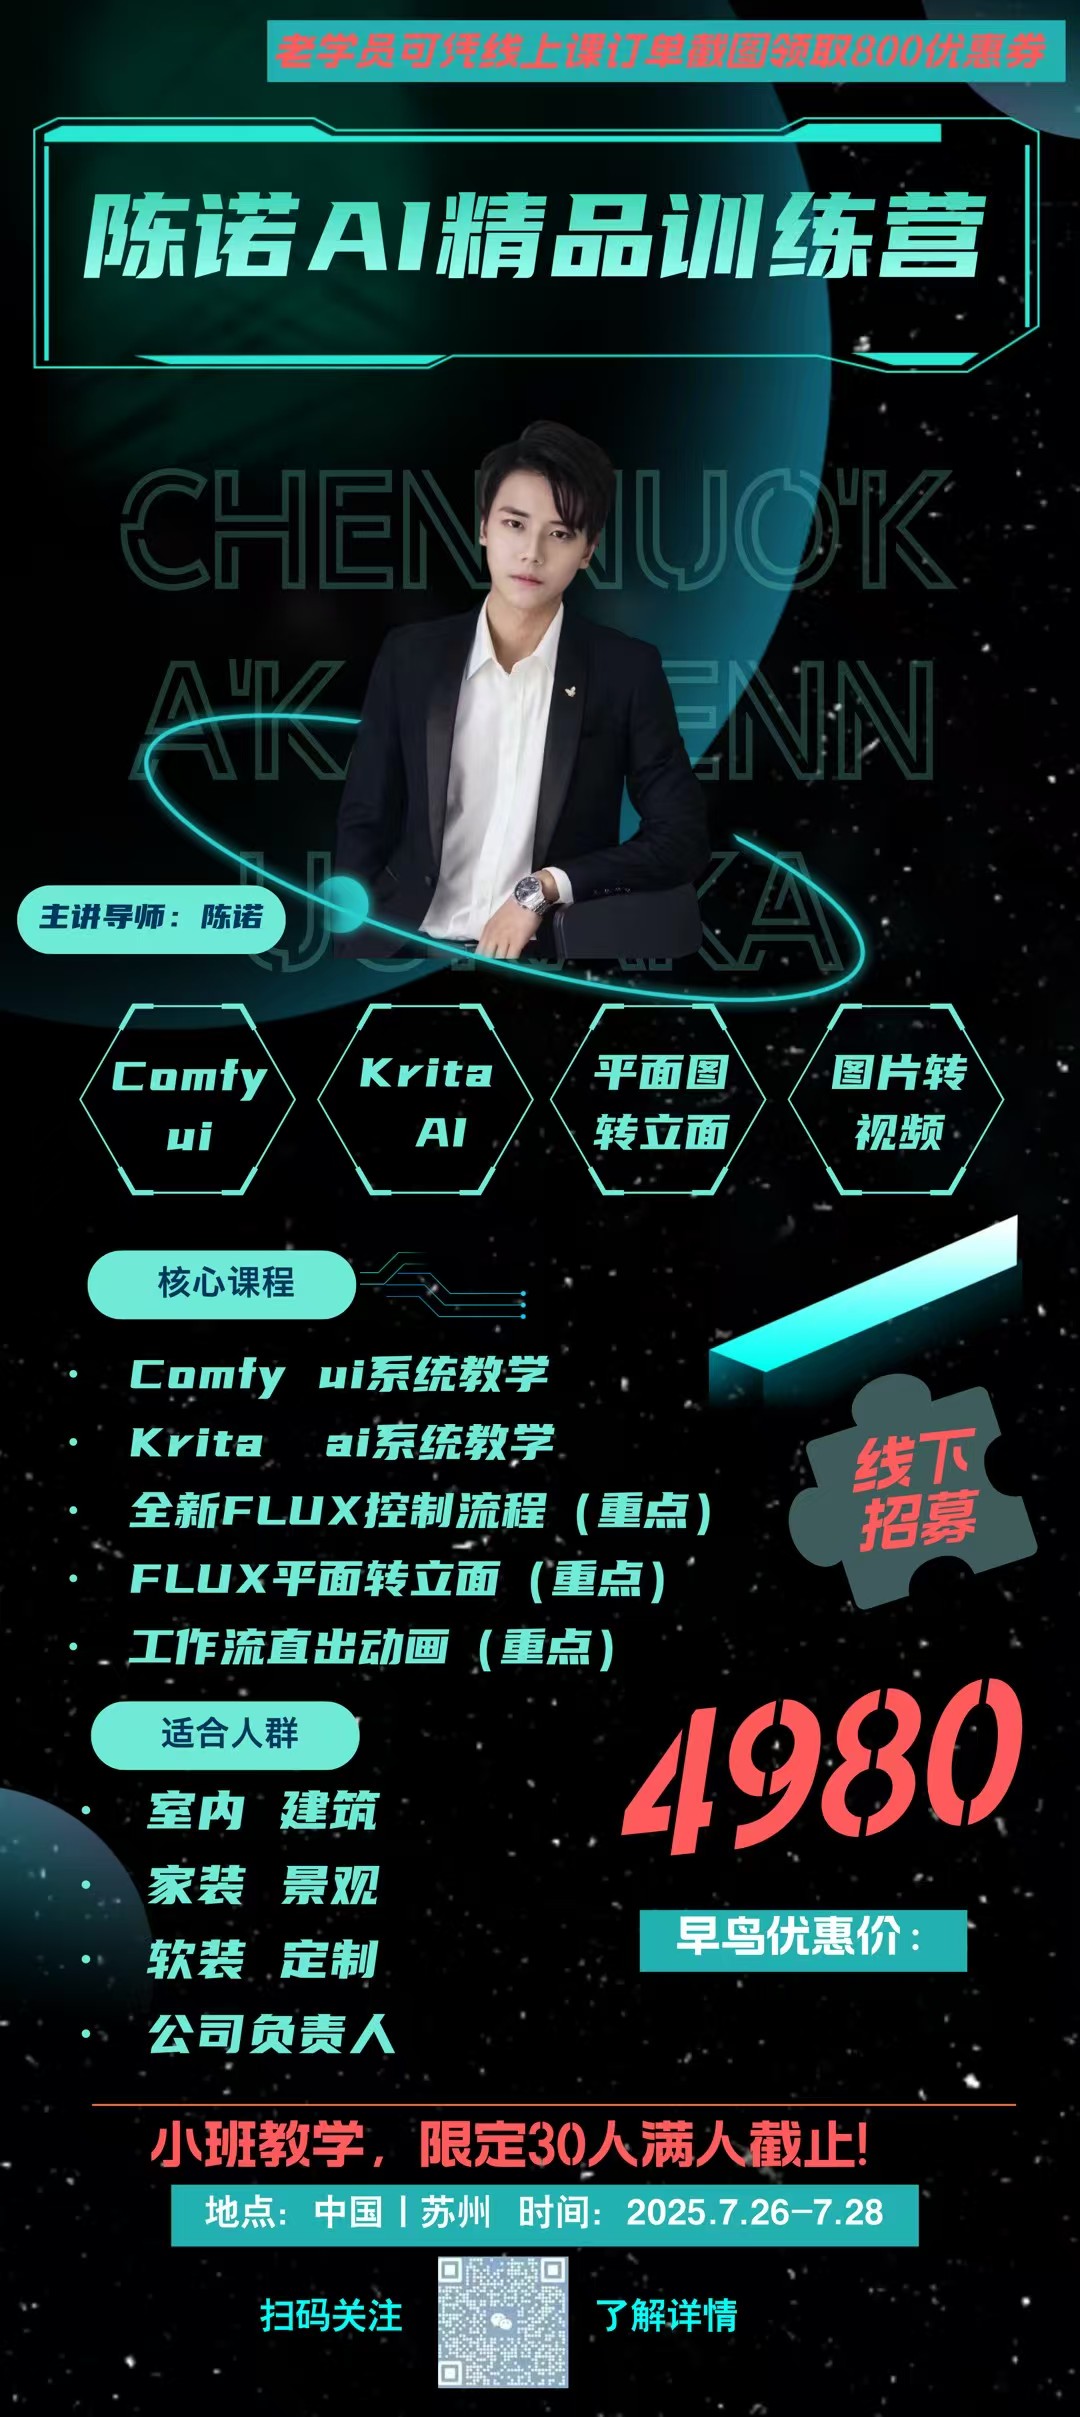 老学员可凭线上课订单截图领取800优惠券
陈诺AI精品训练营
CHENNUO'K
A'K
ENN
KA
主讲导师：陈诺
Comfy
ui
Krita
AI
平面图
转立面
图片转
视频
核心课程
· Comfy ui系统教学
· Krita ai系统教学
· 全新FLUX控制流程（重点）
· FLUX平面转立面（重点）
· 工作流直出动画（重点）
线下
招募
适合人群
· 室内 建筑
· 家装 景观
· 软装 定制
· 公司负责人
4980
早鸟优惠价：
小班教学，限定30人满人截止!
地点：中国丨苏州 时间：2025.7.26-7.28
扫码关注
了解详情